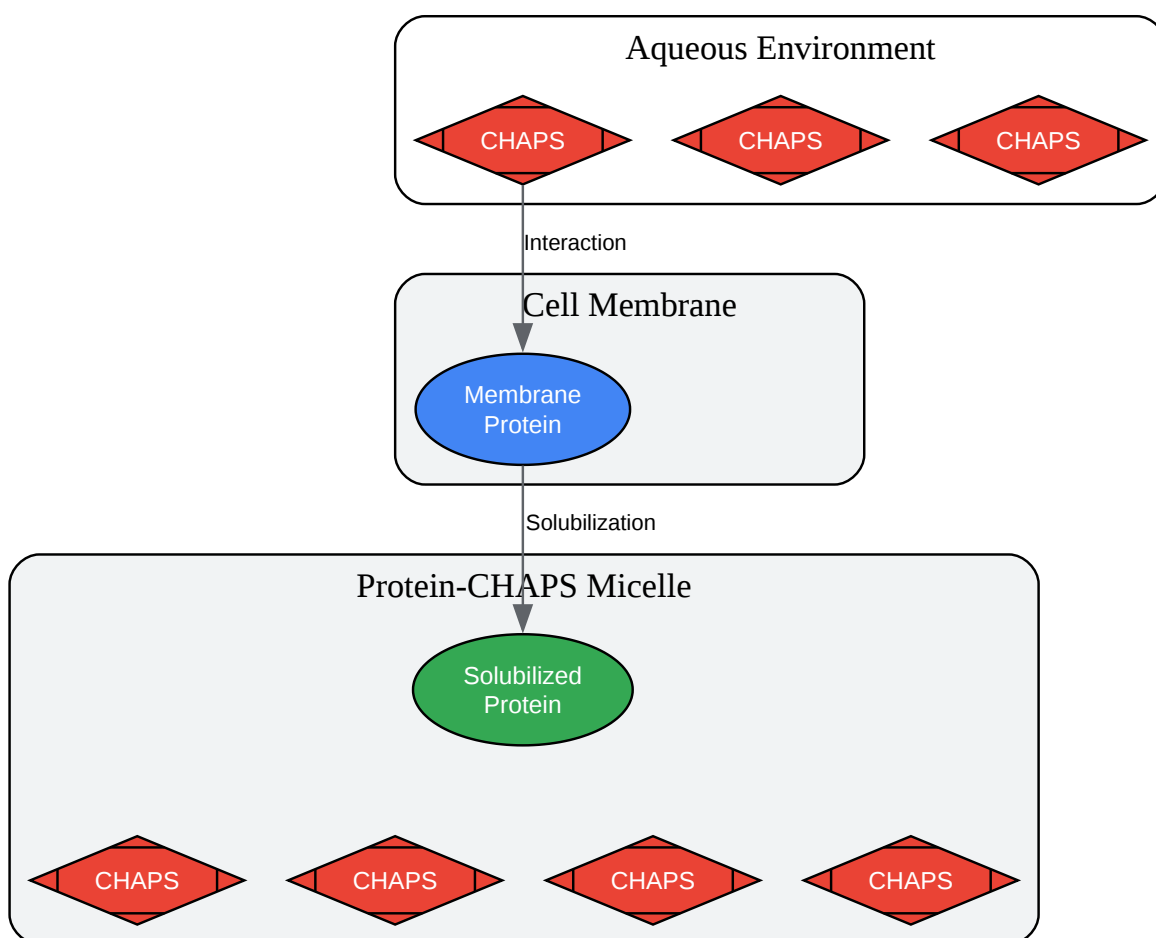 Aqueous Environment
CHAPS
CHAPS
CHAPS
Interaction
Cell Membrane
Membrane
Protein
Solubilization
Protein-CHAPS Micelle
Solubilized
Protein
CHAPS
CHAPS
CHAPS
CHAPS